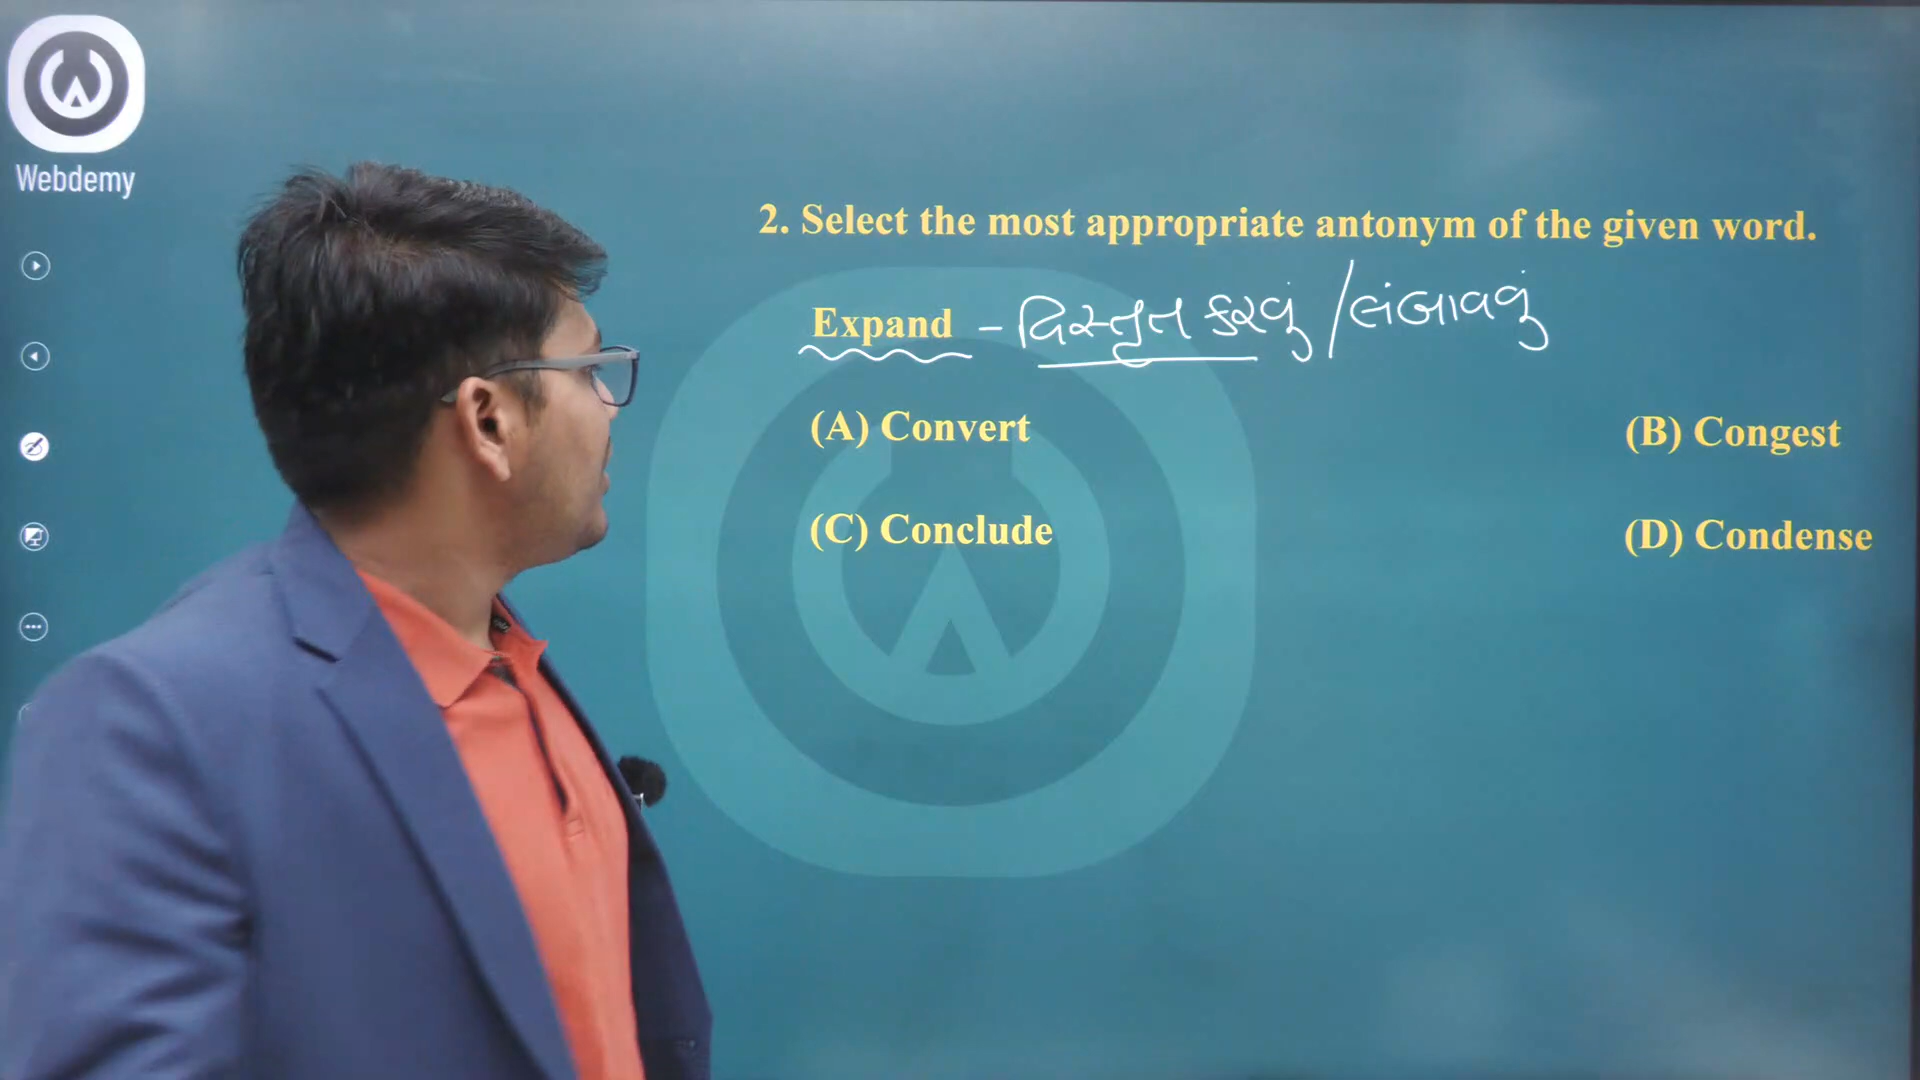 Webdemy
2. Select the most appropriate antonym of the given word.
Expand - વિસ્તૃત કરવું / લંબાવવું
(A) Convert (B) Congest
(C) Conclude (D) Condense